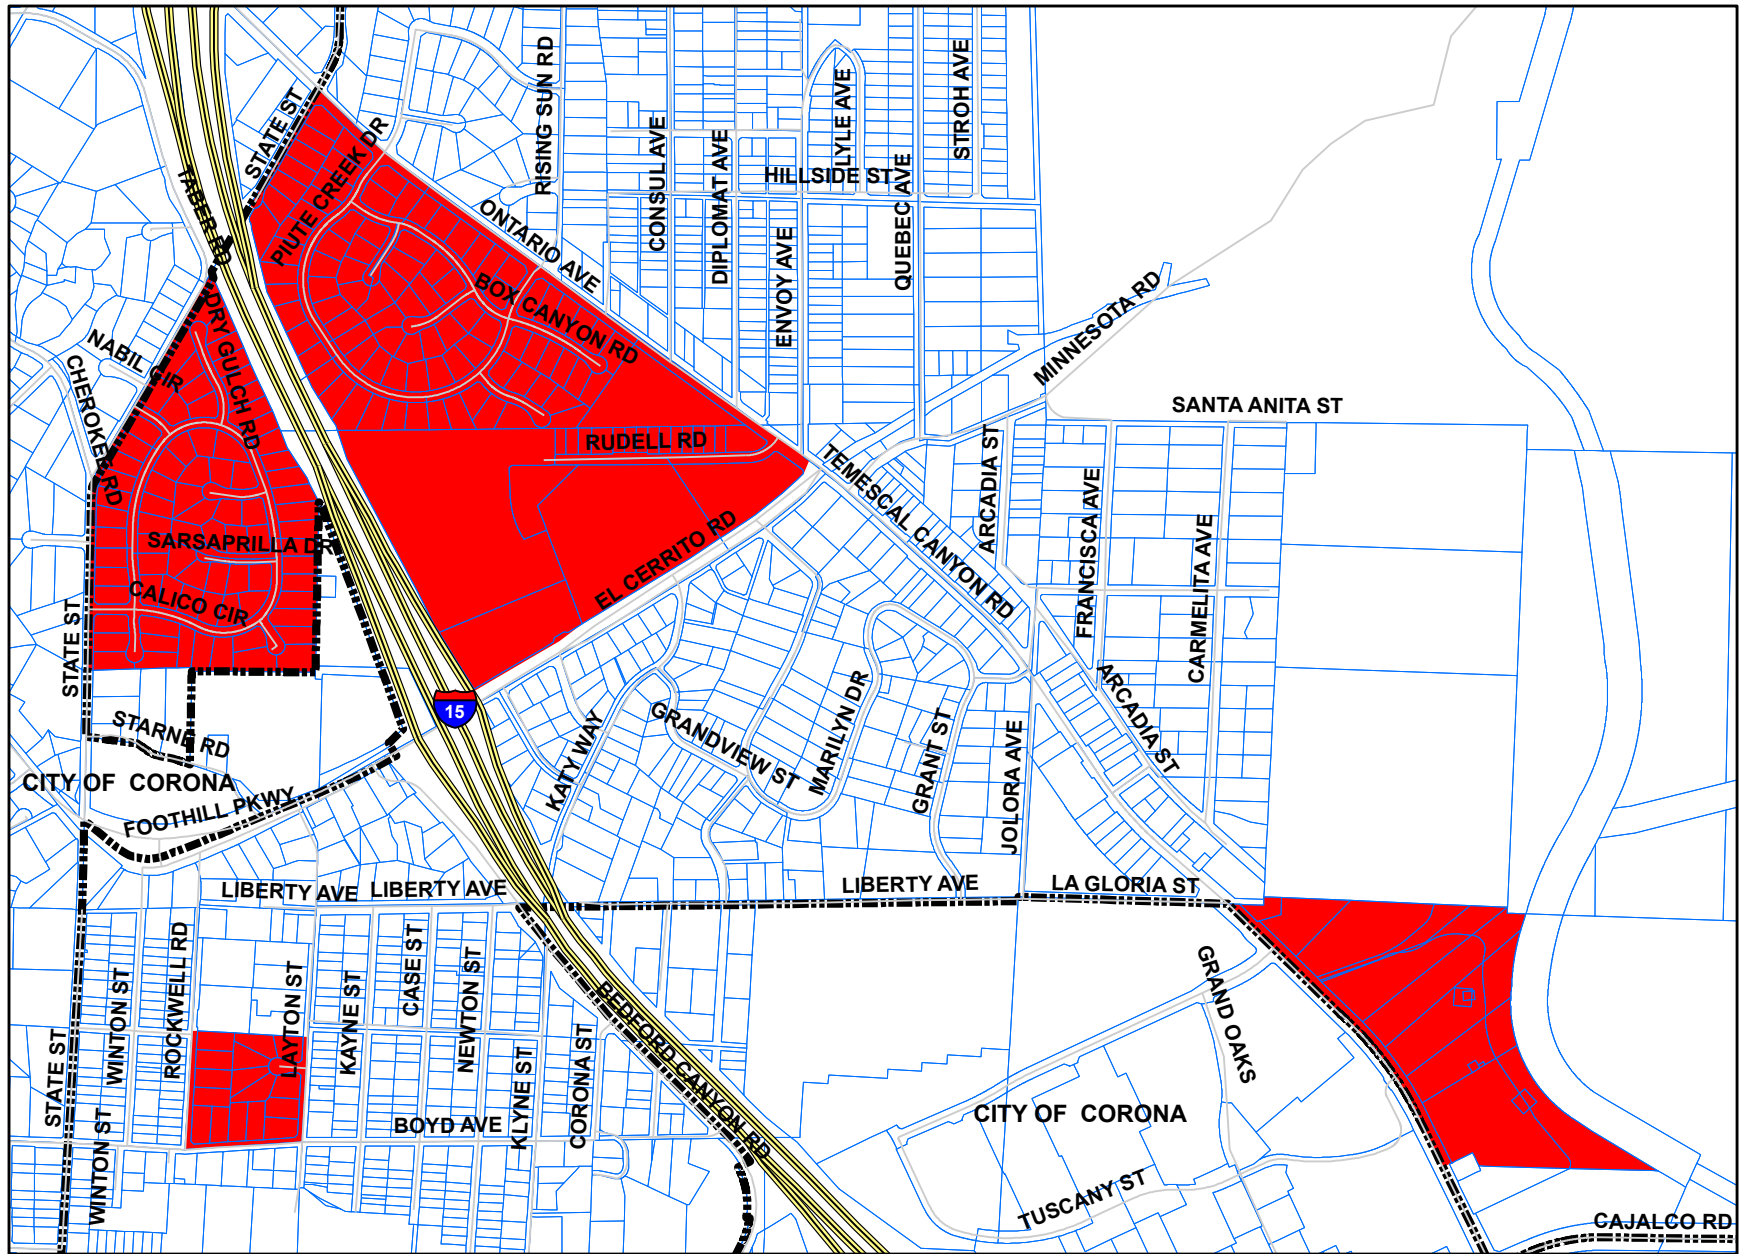 STATE ST
PIUTE CREEK DR
RISING SUN RD
STROH AVE
LYLE AVE
CONSUL AVE
DIPLOMAT AVE
HILLSIDE ST
QUEBEC AVE
TABER RD
ONTARIO AVE
ENVOY AVE
BOX CANYON RD
MINNESOTA RD
DRY GULCH RD
NABIL CIR
CHEROKEE RD
SANTA ANITA ST
RUDELL RD
TEMESCAL CANYON RD
ARCADIA ST
FRANCISCA AVE
CARMELITA AVE
SARSAPRILLA DR
EL CERRITO RD
CALICO CIR
STATE ST
15
STARNE RD
KATY WAY
GRANDVIEW ST
MARILYN DR
GRANT ST
JOLORA AVE
ARCADIA ST
CITY OF CORONA
FOOTHILL PKWY
LIBERTY AVE
LIBERTY AVE
LIBERTY AVE
LA GLORIA ST
STATE ST
WINTON ST
WINTON ST
ROCKWELL RD
LAYTON ST
KAYNE ST
CASE ST
NEWTON ST
KLYNE ST
CORONA ST
BEDFORD CANYON RD
GRAND OAKS
CITY OF CORONA
BOYD AVE
TUSCANY ST
CAJALCO RD